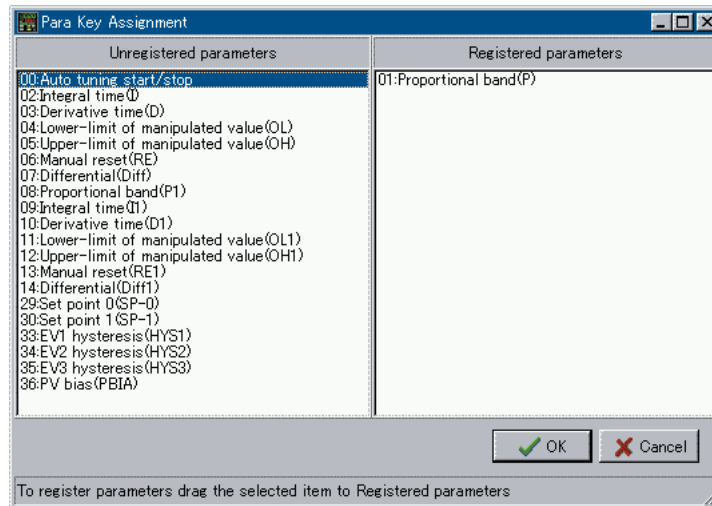 Para Key Assignment
Unregistered parameters
Registered parameters
00:Auto tuning start/stop
02:Integral time(I)
03:Derivative time(D)
04:Lower-limit of manipulated value(OL)
05:Upper-limit of manipulated value(OH)
06:Manual reset(RE)
07:Differential(Diff)
08:Proportional band(P1)
09:Integral time(I1)
10:Derivative time(D1)
11:Lower-limit of manipulated value(OL1)
12:Upper-limit of manipulated value(OH1)
13:Manual reset(RE1)
14:Differential(Diff1)
29:Set point 0(SP-0)
30:Set point 1(SP-1)
33:EV1 hysteresis(HYS1)
34:EV2 hysteresis(HYS2)
35:EV3 hysteresis(HYS3)
36:PV bias(PBIA)
01:Proportional band(P)
OK
Cancel
To register parameters drag the selected item to Registered parameters